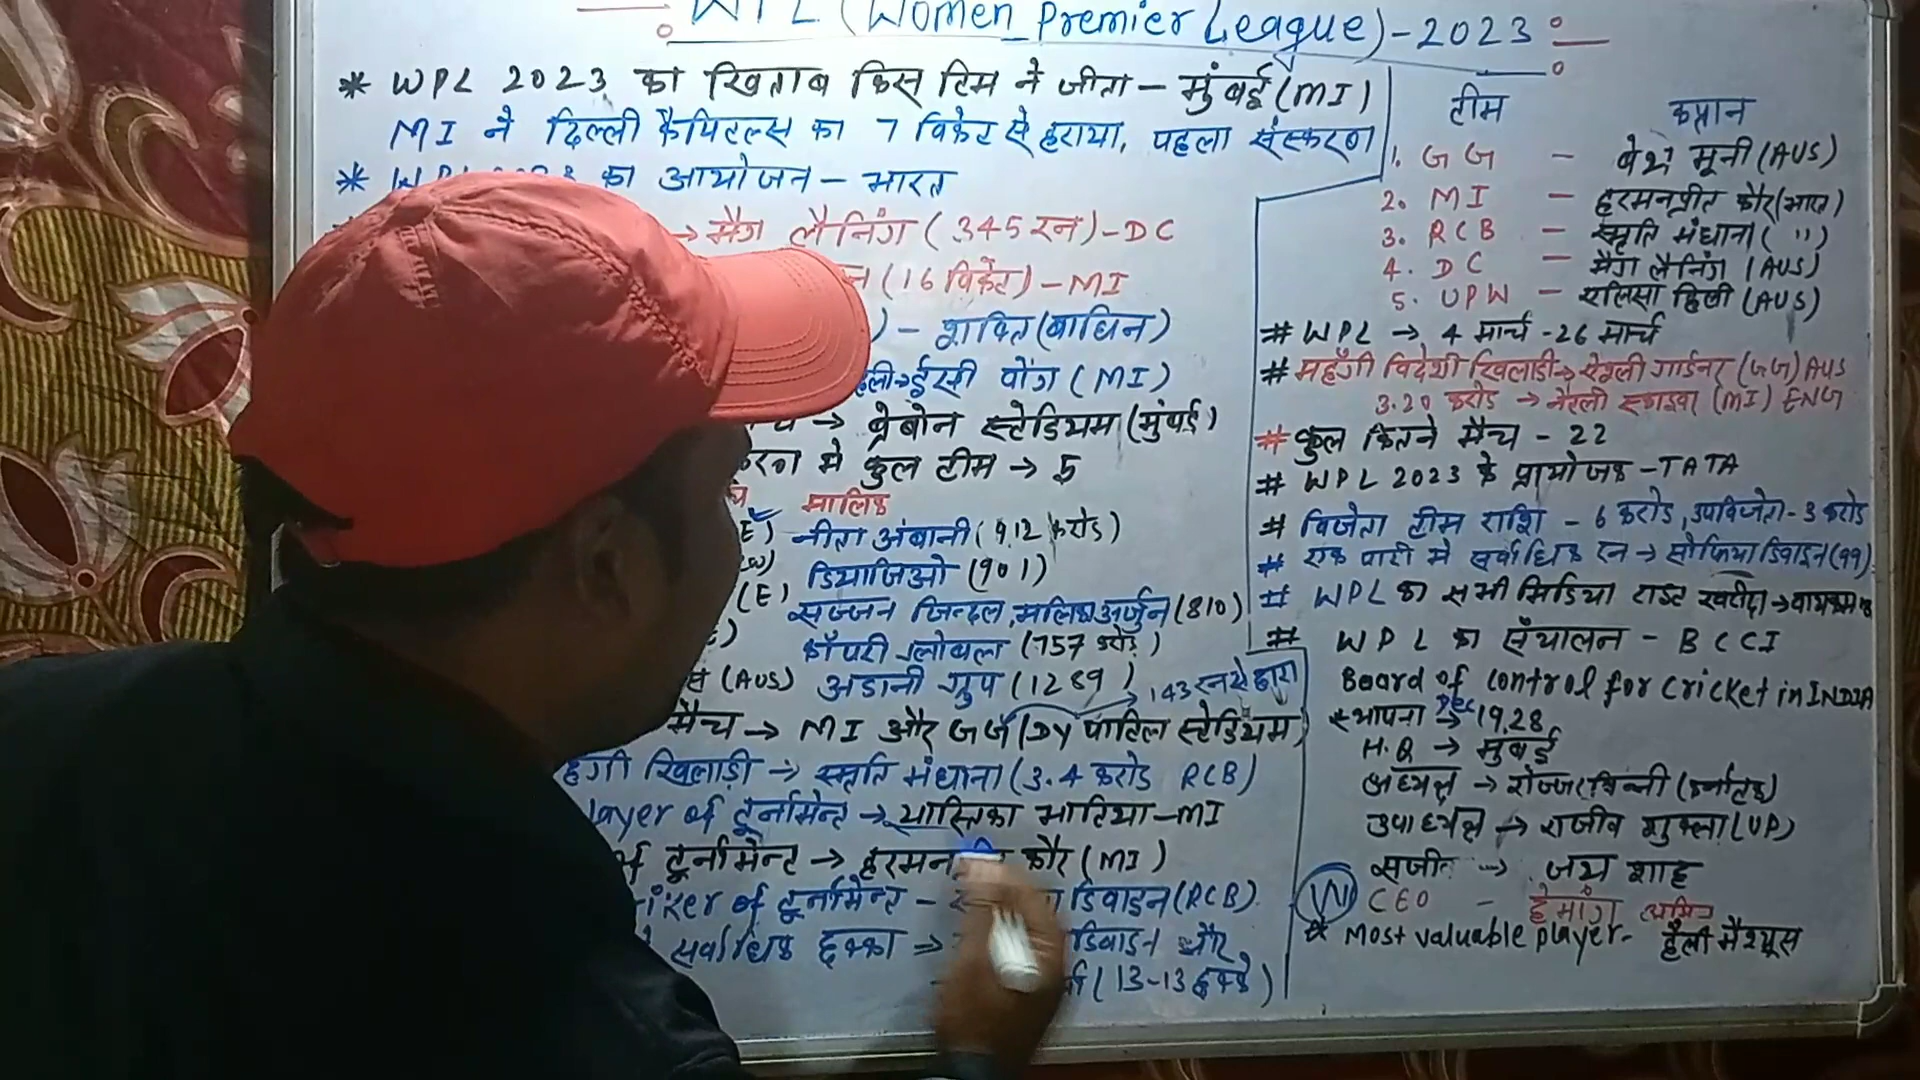 WPL (Women Premier League)-2023
* WPL 2023 का खिताब किस टिम ने जीता - मुंबई (MI)
MI ने दिल्ली कैपिटल्स का 7 विकेट से हराया, पहला संस्करण
* का आयोजन - भारत
→ मैग लैनिंग (345 रन)-DC
(16 विकेट) - MI
) - शक्ति (बाघिन)
→ ईस्सी वोंग (MI)
→ ब्रेबोन स्टेडियम (मुंबई)
में कुल टीम → 5
मालिक
(E) नीता अंबानी (912 करोड़)
डियाजिओ (901)
(E) सज्जन जिन्दल, मलिक अर्जुन (810)
कॉपरी ग्लोबल (757 करोड़)
(AUS) अडानी ग्रुप (1289) → 143 रन से हारा
मैच → MI और GG (DY पाटिल स्टेडियम)
खिलाड़ी → स्मृति मंधाना (3.4 करोड़ RCB)
layer of टूर्नामेन्ट → यास्तिका भाटिया - MI
of टूर्नामेन्ट → कौर (MI)
iker of टूर्नामेन्ट - डिवाइन (RCB)
सर्वाधिक छक्का ⇒ डिवाइन और
(13-13 छक्के)
टीम कप्तान
1. GG - बेथ मूनी (AUS)
2. MI - हरमनप्रीत कौर (भारत)
3. RCB - स्मृति मंधाना ( " )
4. DC - मैग लैनिंग (AUS)
5. UPW - एलिसा हिली (AUS)
# WPL → 4 मार्च - 26 मार्च
# महँगी विदेशी खिलाड़ी → ऐशली गार्डनर (GG) AUS
3.20 करोड़ → नैटली स्काइवर (MI) ENG
# कुल कितने मैच - 22
# WPL 2023 के प्रायोजक - TATA
# विजेता टीम राशि - 6 करोड़, उपविजेता - 3 करोड़
# एक पारी में सर्वाधिक रन → सोफिया डिवाइन (99)
# WPL का सभी मिडिया राइट खरीदा →
# WPL का संचालन - BCCI
Board of control for cricket in INDIA
स्थापना → Dec 1928
H.Q → मुंबई
अध्यक्ष → रोजर बिन्नी (कर्नाटक)
उपाध्यक्ष → राजीव शुक्ला (UP)
→ जय शाह
CEO - हेमांग अमिन
* Most valuable player - हैली मैथ्यूस